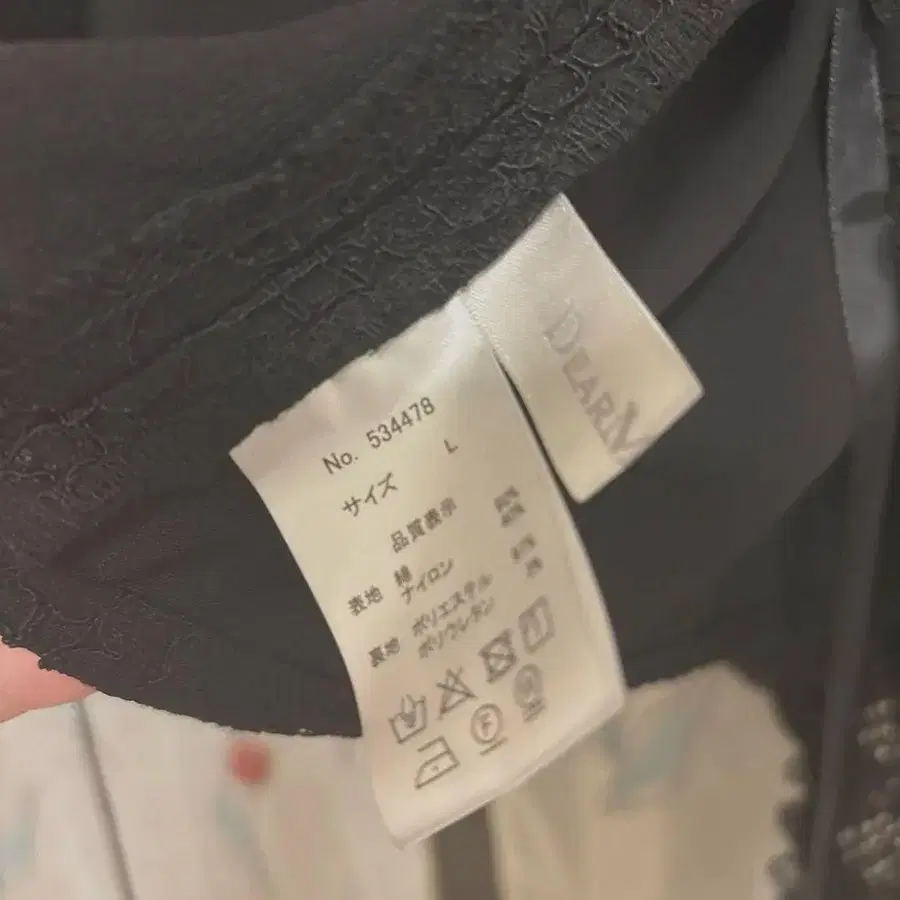 No. 534478
サイズ L
品質表示
表地 綿
ナイロン
裏地 ポリエステル
ポリウレタン
F
DEARM